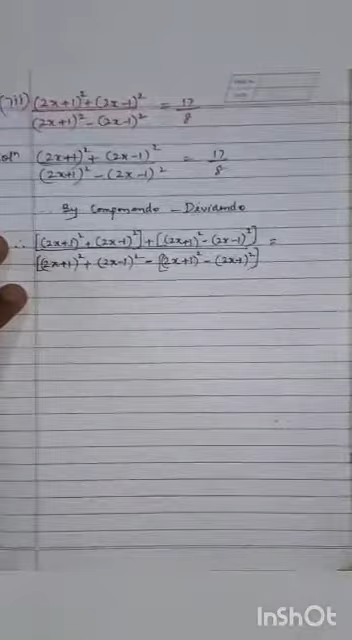 (vii) (2x+1)² + (2x-1)² / (2x+1)² - (2x-1)² = 17/8
Soln (2x+1)² + (2x-1)² / (2x+1)² - (2x-1)² = 17/8
∴ By Componendo - Dividendo
∴ [(2x+1)² + (2x-1)²] + [(2x+1)² - (2x-1)²] / [(2x+1)² + (2x-1)² - [(2x+1)² - (2x-1)²] =
InShOt